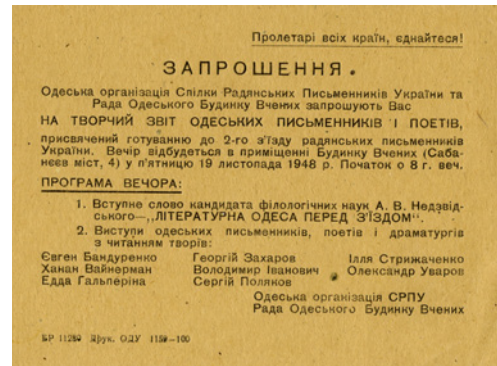 Пролетарі всіх країн, єднайтеся!
ЗАПРОШЕННЯ.
Одеська організація Спілки Радянських Письменників України та
Рада Одеського Будинку Вчених запрошують Вас
НА ТВОРЧИЙ ЗВІТ ОДЕСЬКИХ ПИСЬМЕННИКІВ І ПОЕТІВ,
присвячений готуванню до 2-го з'їзду радянських письменників
України. Вечір відбудеться в приміщенні Будинку Вчених (Саба-
нєєв міст, 4) у п'ятницю 19 листопада 1948 р. Початок о 8 г. веч.
ПРОГРАМА ВЕЧОРА:
1. Вступне слово кандидата філологічних наук А. В. Недзвід-
ського—„ЛІТЕРАТУРНА ОДЕСА ПЕРЕД З'ЇЗДОМ".
2. Виступи одеських письменників, поетів і драматургів
з читанням творів:
Євген Бандуренко Георгій Захаров Ілля Стрижаченко
Ханан Вайнерман Володимир Іванович Олександр Уваров
Едда Гальперіна Сергій Поляков
Одеська організація СРПУ
Рада Одеського Будинку Вчених
БР 11280 Друк. ОДУ 1159—100